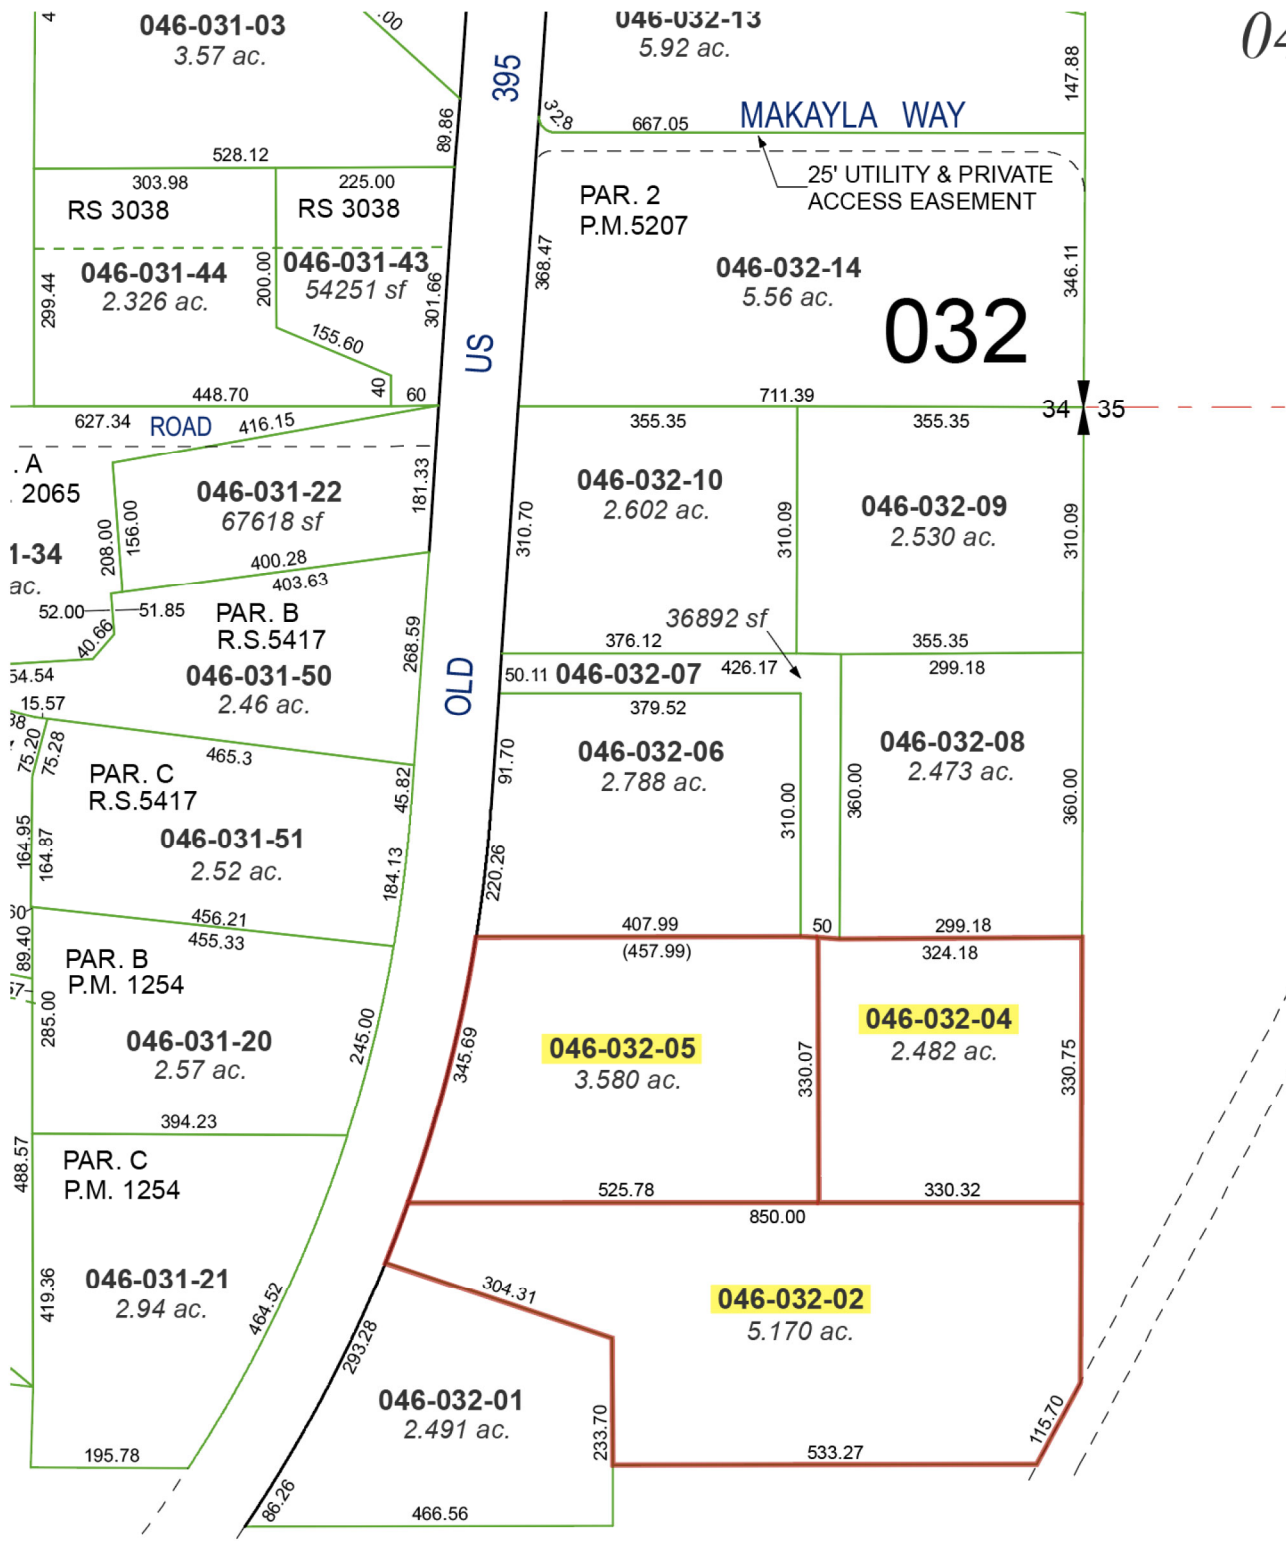 4
046-031-03
3.57 ac.
.00
395
046-032-13
5.92 ac.
147.88
04
89.86
32.8
667.05
MAKAYLA WAY
528.12
303.98
225.00
RS 3038
RS 3038
25' UTILITY & PRIVATE
ACCESS EASEMENT
PAR. 2
P.M.5207
299.44
046-031-44
2.326 ac.
200.00
046-031-43
54251 sf
301.66
368.47
046-032-14
5.56 ac.
346.11
032
155.60
US
448.70
40
60
711.39
34
35
627.34
ROAD
416.15
355.35
355.35
. A
. 2065
046-031-22
67618 sf
181.33
046-032-10
2.602 ac.
310.70
310.09
046-032-09
2.530 ac.
310.09
208.00
156.00
1-34
ac.
400.28
403.63
52.00
51.85
PAR. B
R.S.5417
40.66
268.59
36892 sf
376.12
355.35
54.54
046-031-50
2.46 ac.
OLD
50.11
046-032-07
426.17
299.18
15.57
379.52
75.20
75.28
465.3
91.70
046-032-06
2.788 ac.
310.00
360.00
046-032-08
2.473 ac.
360.00
PAR. C
R.S.5417
45.82
164.95
164.87
046-031-51
2.52 ac.
184.13
220.26
60
456.21
455.33
407.99
50
299.18
(457.99)
324.18
89.40
PAR. B
P.M. 1254
57
285.00
046-031-20
2.57 ac.
245.00
345.69
046-032-05
3.580 ac.
330.07
046-032-04
2.482 ac.
330.75
394.23
488.57
PAR. C
P.M. 1254
525.78
330.32
850.00
419.36
046-031-21
2.94 ac.
464.52
304.31
046-032-02
5.170 ac.
293.28
046-032-01
2.491 ac.
233.70
115.70
195.78
533.27
86.26
466.56